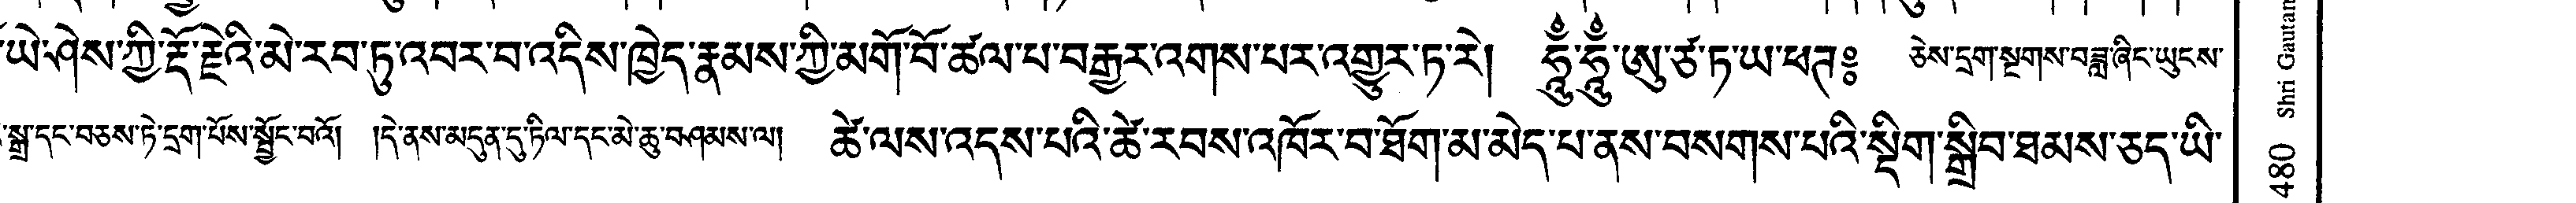 ཡེ་ཤེས་ཀྱི་རྡོ་རྗེའི་མེ་རབ་ཏུ་འབར་བ་འདིས་ཁྱེད་རྣམས་ཀྱི་མགོ་བོ་ཚལ་པ་བརྒྱར་འགས་པར་འགྱུར་ཏ་རེ། ཧཱུྃ་ཧཱུྃ་ཨུ་ཙ་ཏ་ཡ་ཕཊ༔ ཅེས་དྲག་སྔགས་བཟླ་ཞིང་ཡུངས་
སྒྲ་དང་བཅས་ཏེ་དྲག་པོས་སྦྱོང་བའོ། །དེ་ནས་མདུན་དུ་ཏིལ་དང་མེ་ཆུ་བཤམས་ལ། ཚེ་ལས་འདས་པའི་ཚེ་རབས་འཁོར་བ་ཐོག་མ་མེད་པ་ནས་བསགས་པའི་སྡིག་སྒྲིབ་ཐམས་ཅད་ཡི་
480 Shri Gautam